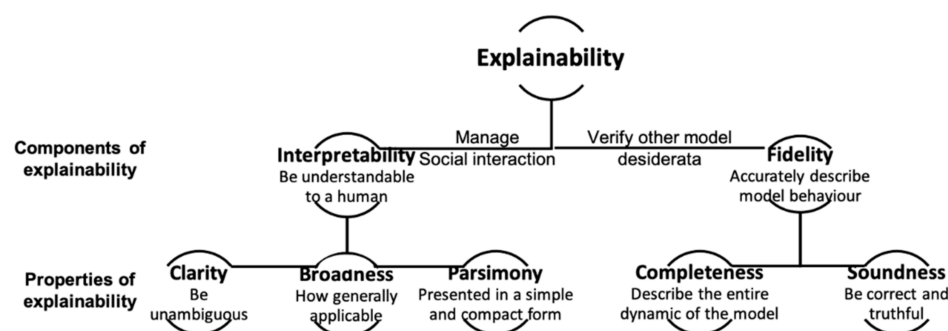 Explainability
Components of
explainability
Manage
Social interaction
Verify other model
desiderata
Interpretability
Be understandable
to a human
Fidelity
Accurately describe
model behaviour
Properties of
explainability
Clarity
Be
unambiguous
Broadness
How generally
applicable
Parsimony
Presented in a simple
and compact form
Completeness
Describe the entire
dynamic of the model
Soundness
Be correct and
truthful